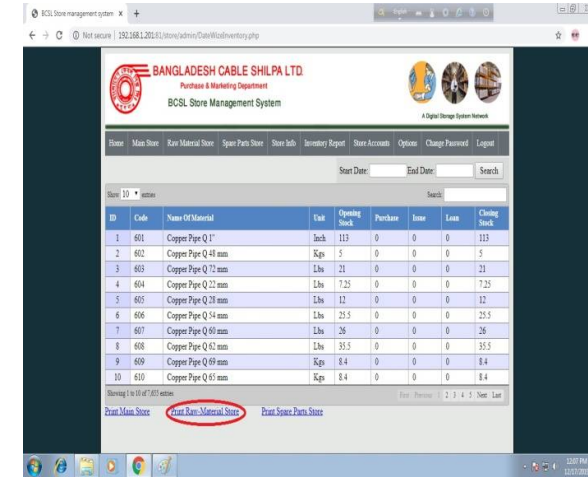 BCSL Store management system
Not secure | 192.168.1.201:81/store/admin/DateWizeInventory.php
BANGLADESH CABLE SHILPA LTD.
Purchase & Marketing Department
BCSL Store Management System
A Digital Storage System Network
Home Main Store Raw Material Store Spare Parts Store Store Info Inventory Report Store Accounts Options Change Password Logout
Start Date: End Date: Search
Show 10 entries Search:
ID Code Name Of Material Unit Opening Stock Purchase Issue Loan Closing Stock
1 601 Copper Pipe Q 1" Inch 113 0 0 0 113
2 602 Copper Pipe Q 48 mm Kgs 5 0 0 0 5
3 603 Copper Pipe Q 72 mm Lbs 21 0 0 0 21
4 604 Copper Pipe Q 22 mm Lbs 7.25 0 0 0 7.25
5 605 Copper Pipe Q 28 mm Lbs 12 0 0 0 12
6 606 Copper Pipe Q 54 mm Lbs 25.5 0 0 0 25.5
7 607 Copper Pipe Q 60 mm Lbs 26 0 0 0 26
8 608 Copper Pipe Q 62 mm Lbs 35.5 0 0 0 35.5
9 609 Copper Pipe Q 69 mm Kgs 8.4 0 0 0 8.4
10 610 Copper Pipe Q 65 mm Kgs 8.4 0 0 0 8.4
Showing 1 to 10 of 7,655 entries First Previous 1 2 3 4 5 Next Last
Print Main Store Print Raw-Material Store Print Spare Parts Store
12:07 PM